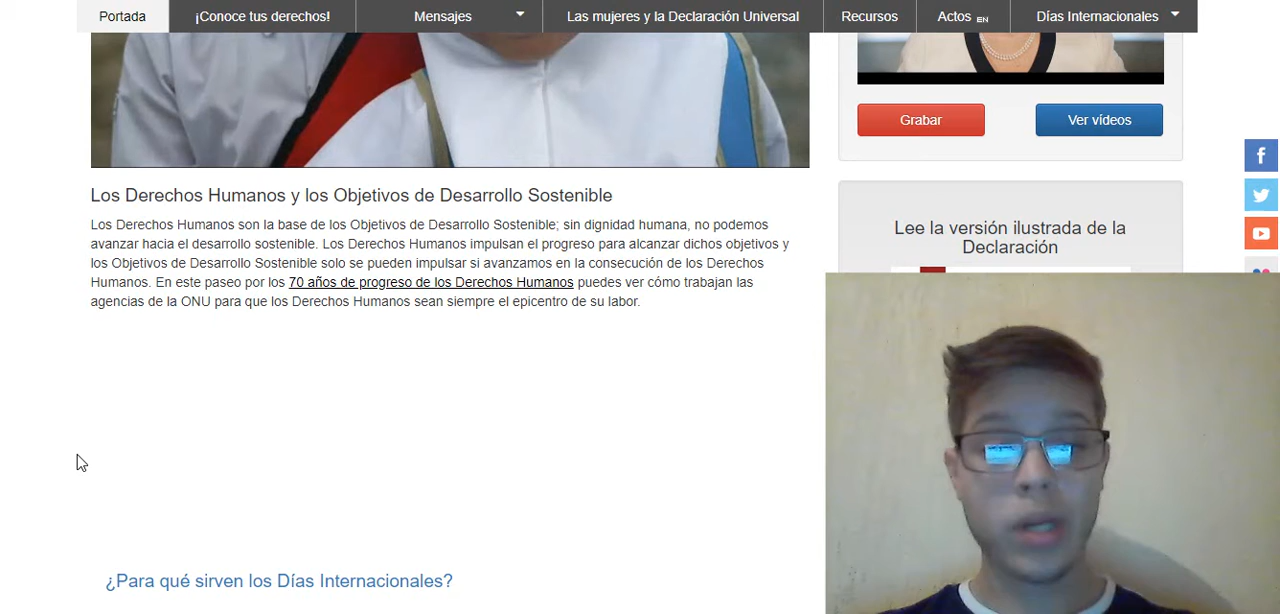 Portada ¡Conoce tus derechos! Mensajes Las mujeres y la Declaración Universal Recursos Actos EN Días Internacionales
Grabar Ver vídeos
Los Derechos Humanos y los Objetivos de Desarrollo Sostenible
Los Derechos Humanos son la base de los Objetivos de Desarrollo Sostenible; sin dignidad humana, no podemos
avanzar hacia el desarrollo sostenible. Los Derechos Humanos impulsan el progreso para alcanzar dichos objetivos y
los Objetivos de Desarrollo Sostenible solo se pueden impulsar si avanzamos en la consecución de los Derechos
Humanos. En este paseo por los 70 años de progreso de los Derechos Humanos puedes ver cómo trabajan las
agencias de la ONU para que los Derechos Humanos sean siempre el epicentro de su labor.
Lee la versión ilustrada de la
Declaración
¿Para qué sirven los Días Internacionales?